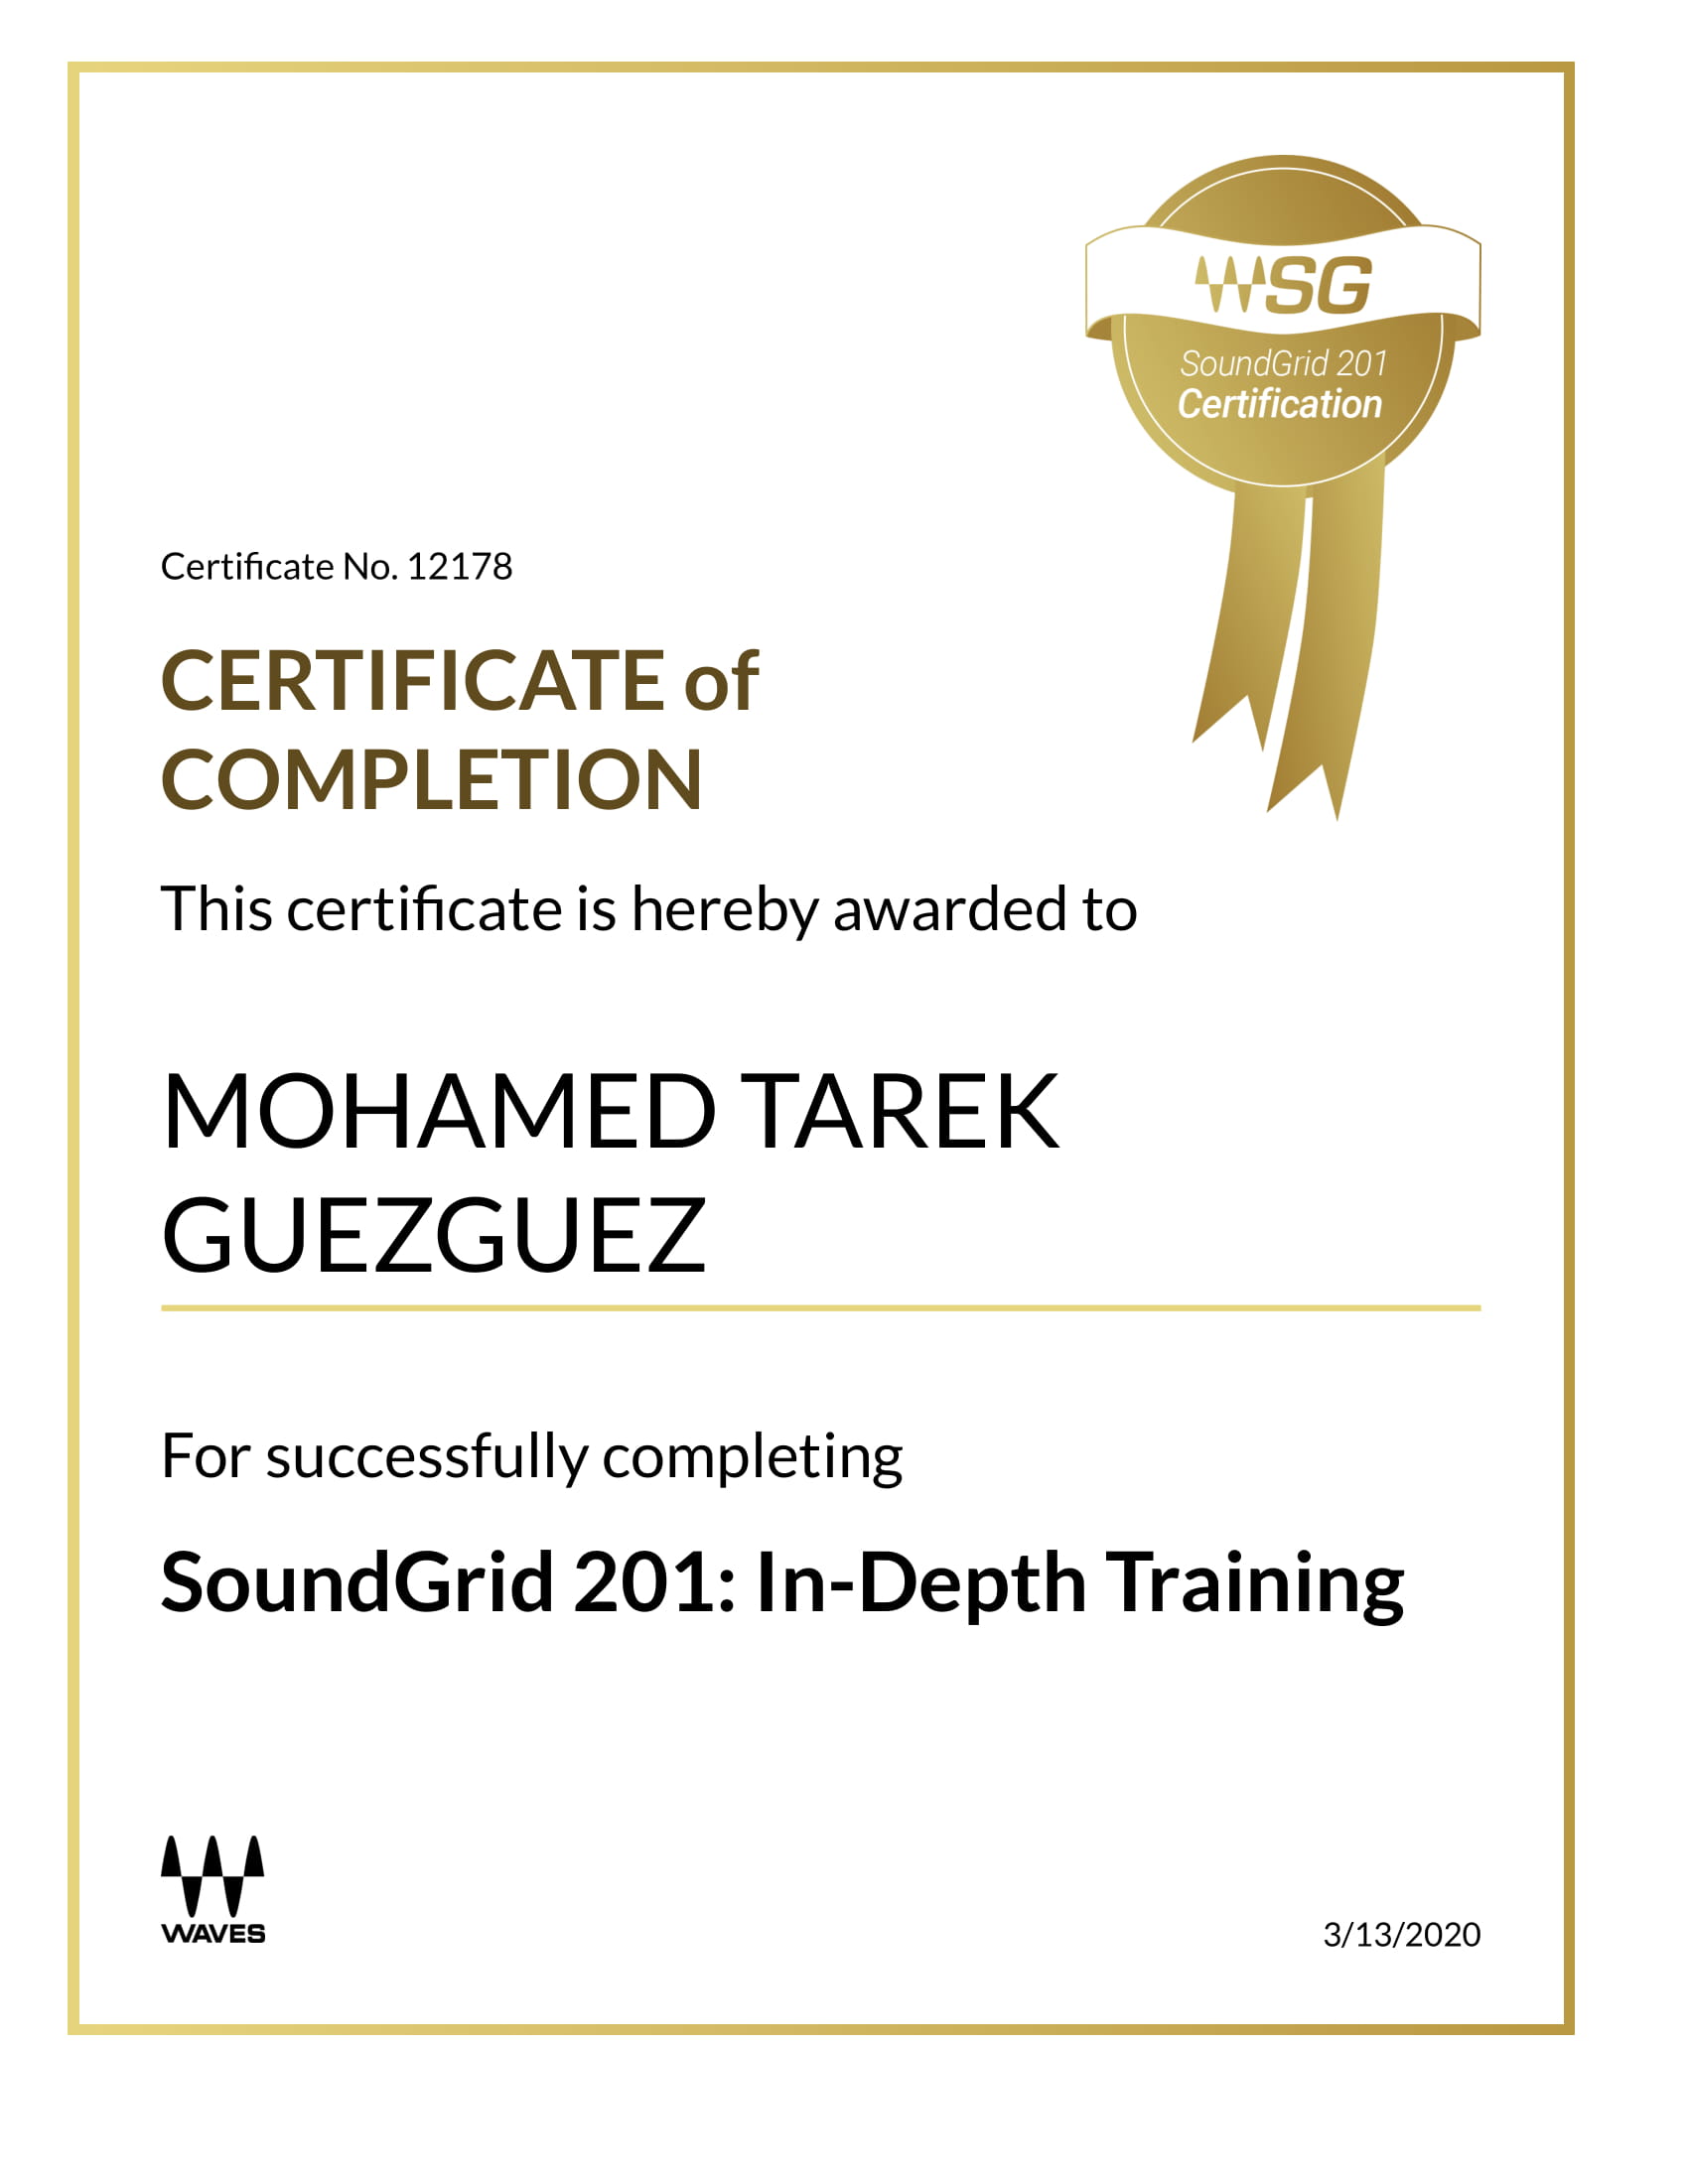 WSG
SoundGrid 201
Certification
Certificate No. 12178
CERTIFICATE of
COMPLETION
This certificate is hereby awarded to
MOHAMED TAREK
GUEZGUEZ
For successfully completing
SoundGrid 201: In-Depth Training
WAVES
3/13/2020